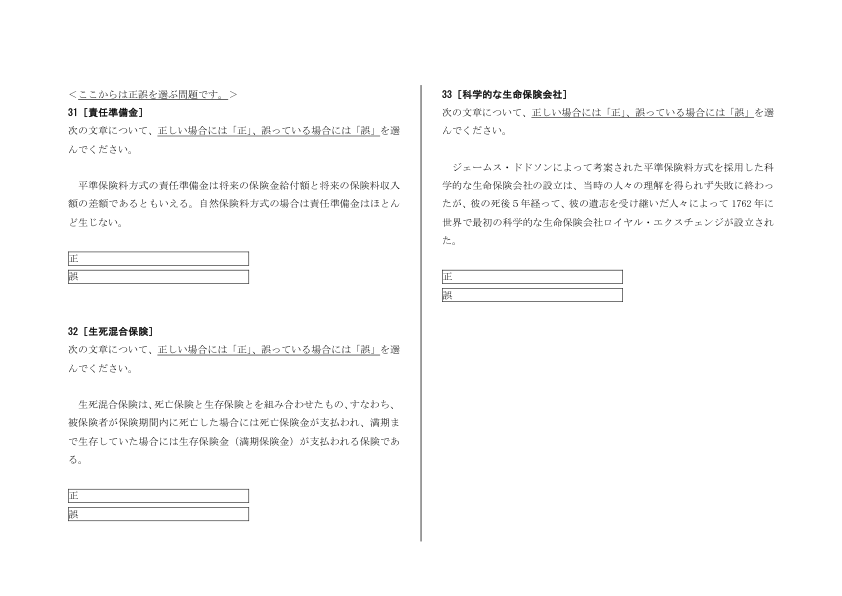 ＜ここからは正誤を選ぶ問題です。＞
31［責任準備金］
次の文章について、正しい場合には「正」、誤っている場合には「誤」を選
んでください。
平準保険料方式の責任準備金は将来の保険金給付額と将来の保険料収入
額の差額であるともいえる。自然保険料方式の場合は責任準備金はほとん
ど生じない。
正
誤
32［生死混合保険］
次の文章について、正しい場合には「正」、誤っている場合には「誤」を選
んでください。
生死混合保険は、死亡保険と生存保険とを組み合わせたもの、すなわち、
被保険者が保険期間内に死亡した場合には死亡保険金が支払われ、満期ま
で生存していた場合には生存保険金（満期保険金）が支払われる保険であ
る。
正
誤
33［科学的な生命保険会社］
次の文章について、正しい場合には「正」、誤っている場合には「誤」を選
んでください。
ジェームス・ドドソンによって考案された平準保険料方式を採用した科
学的な生命保険会社の設立は、当時の人々の理解を得られず失敗に終わっ
たが、彼の死後５年経って、彼の遺志を受け継いだ人々によって 1762 年に
世界で最初の科学的な生命保険会社ロイヤル・エクスチェンジが設立され
た。
正
誤